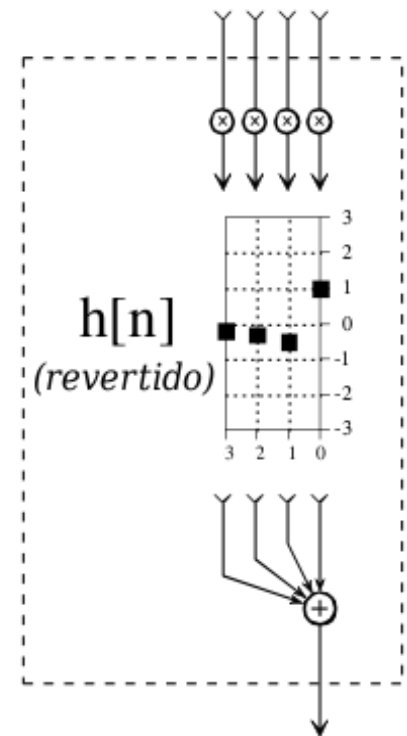 × × × ×
3
2
1
0
-1
-2
-3
h[n]
(revertido)
3 2 1 0
+